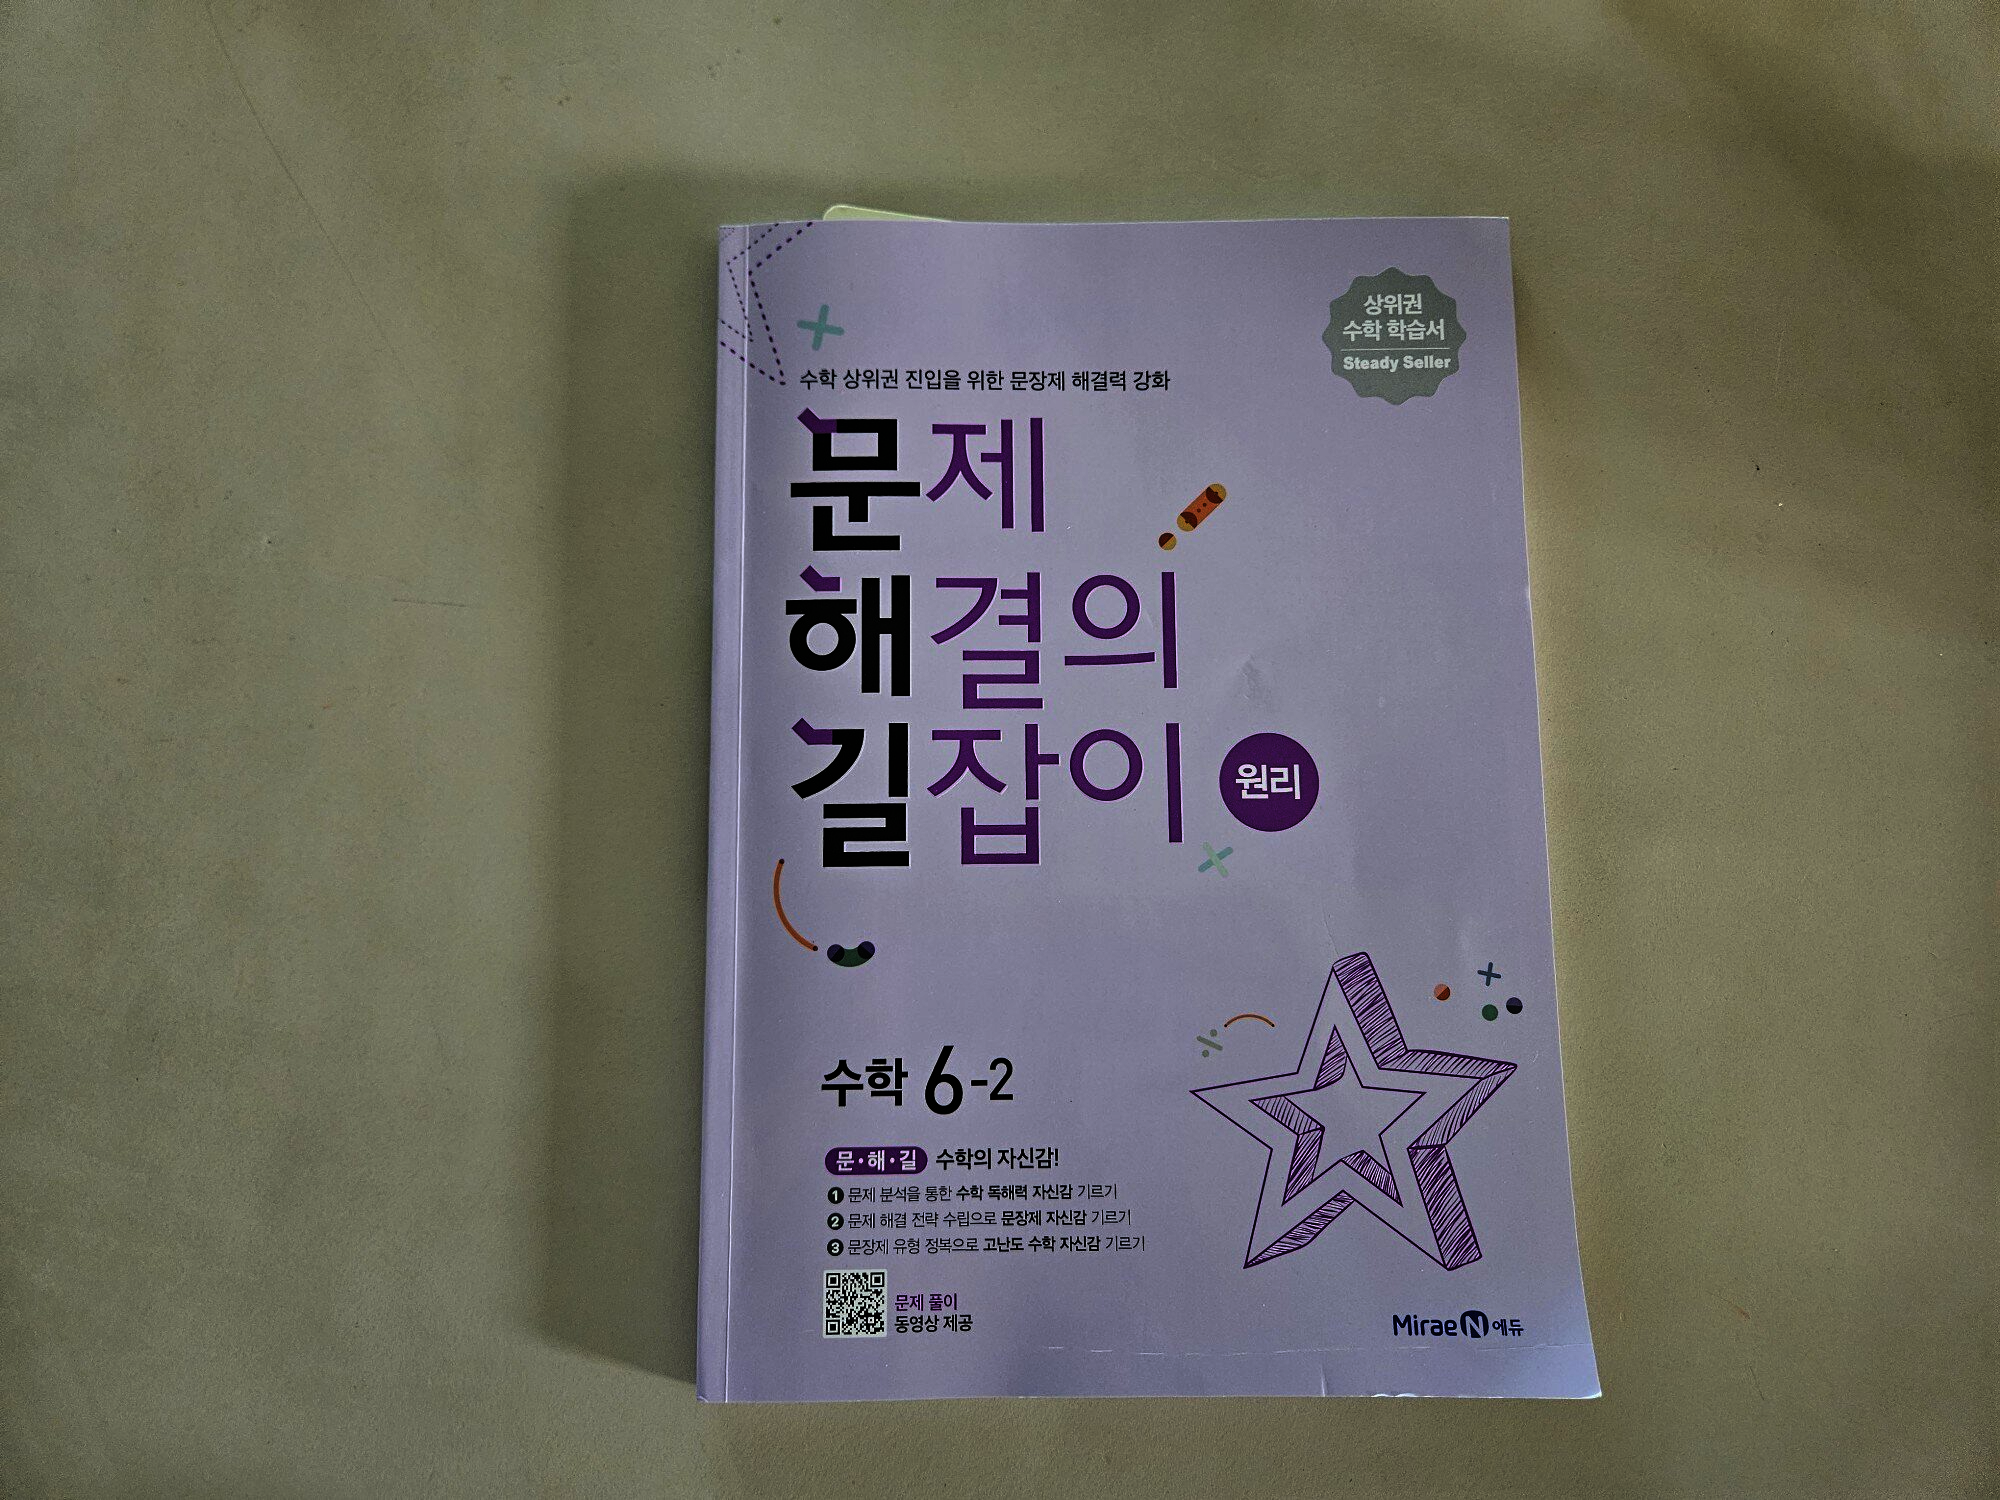 상위권
수학 학습서
Steady Seller
수학 상위권 진입을 위한 문장제 해결력 강화
문제
해결의
길잡이 원리
수학 6-2
문·해·길 수학의 자신감!
1 문제 분석을 통한 수학 독해력 자신감 기르기
2 문제 해결 전략 수립으로 문장제 자신감 기르기
3 문장제 유형 정복으로 고난도 수학 자신감 기르기
문제 풀이
동영상 제공
Mirae N 에듀